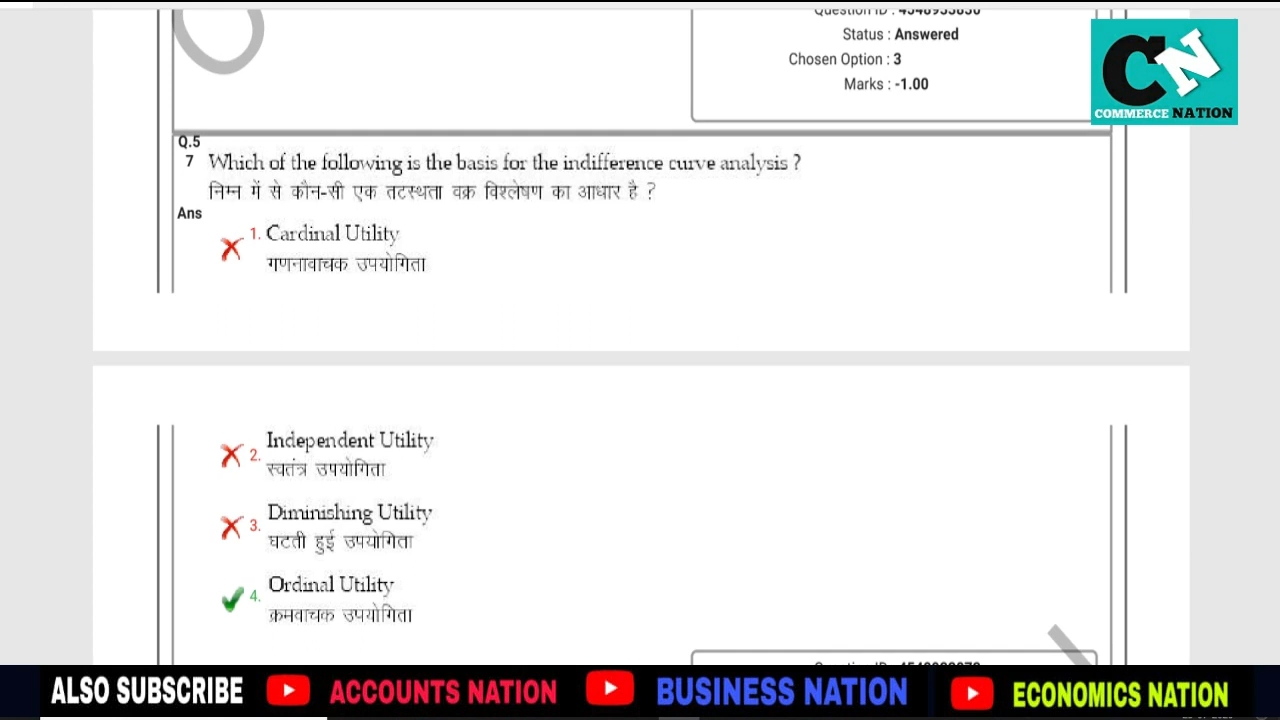 Status : Answered
Chosen Option : 3
Marks : -1.00
CN
COMMERCE NATION
Q.5
7 Which of the following is the basis for the indifference curve analysis ?
निम्न में से कौन-सी एक तटस्थता वक्र विश्लेषण का आधार है ?
Ans
1. Cardinal Utility
गणनावाचक उपयोगिता
2. Independent Utility
स्वतंत्र उपयोगिता
3. Diminishing Utility
घटती हुई उपयोगिता
4. Ordinal Utility
क्रमवाचक उपयोगिता
ALSO SUBSCRIBE ACCOUNTS NATION BUSINESS NATION ECONOMICS NATION